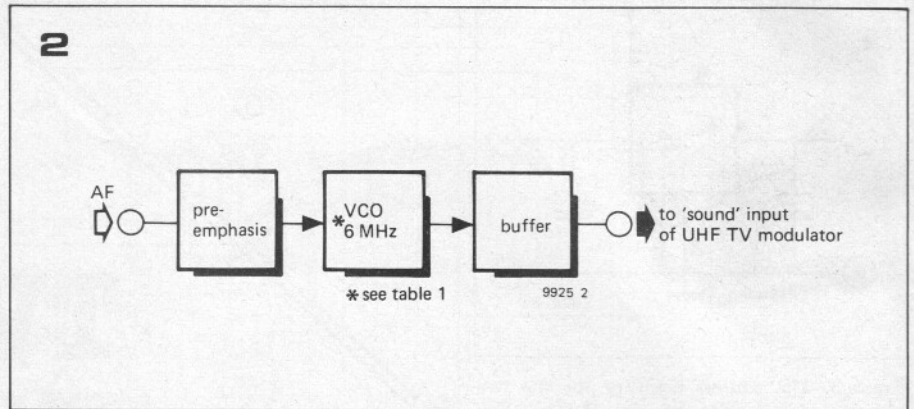 2
AF
pre-
emphasis
*VCO
6 MHz
buffer
to 'sound' input
of UHF TV modulator
* see table 1
9925 2